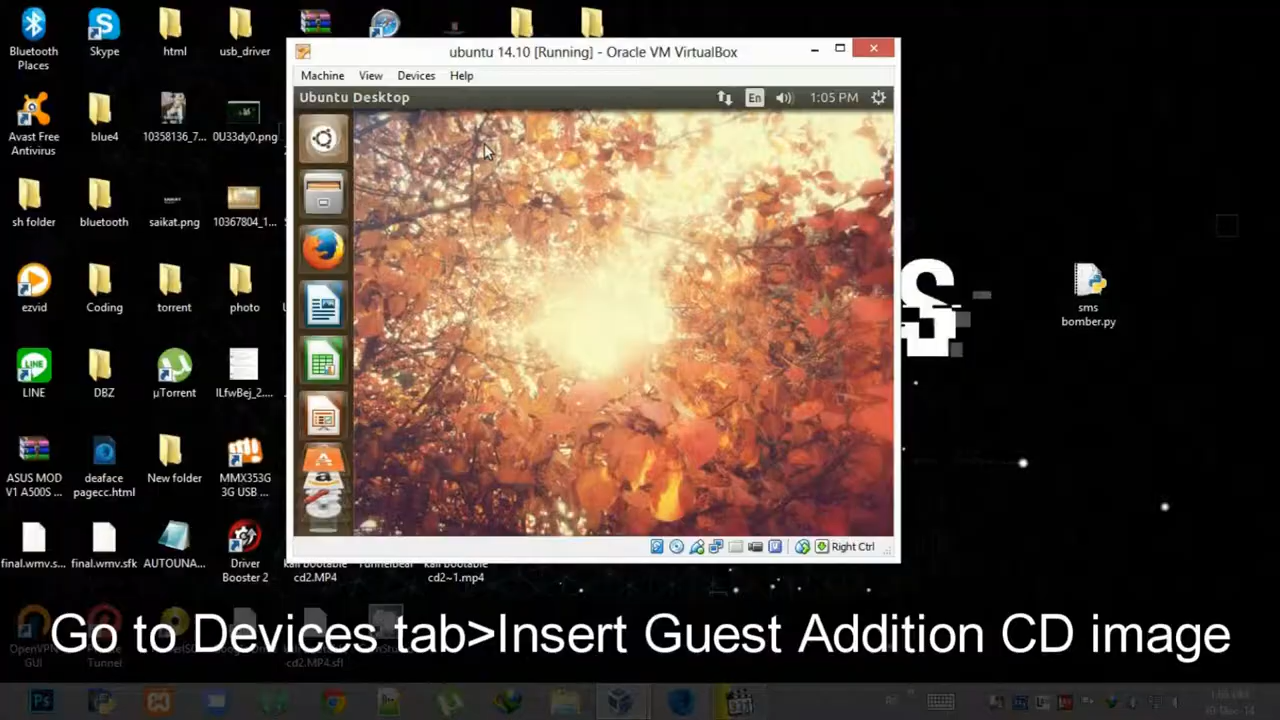 Bluetooth
Places
Skype
html
usb_driver
Avast Free
Antivirus
blue4
10358136_7...
0U33dy0.png
sh folder
bluetooth
saikat.png
10367804_1...
ezvid
Coding
torrent
photo
LINE
DBZ
µTorrent
ILfwBej_2....
ASUS MOD
V1 A500S ...
deaface
pagecc.html
New folder
MMX353G
3G USB ...
final.wmv.s...
final.wmv.sfk
AUTOUNA...
Driver
Booster 2
kali bootable
cd2.MP4
TunnelBear
kali bootable
cd2~1.mp4
OpenVPN
GUI
Tunnel
cd2.MP4.sfl
ubuntu 14.10 [Running] - Oracle VM VirtualBox
Machine View Devices Help
Ubuntu Desktop
En
1:05 PM
Right Ctrl
sms
bomber.py
Go to Devices tab>Insert Guest Addition CD image
Ps